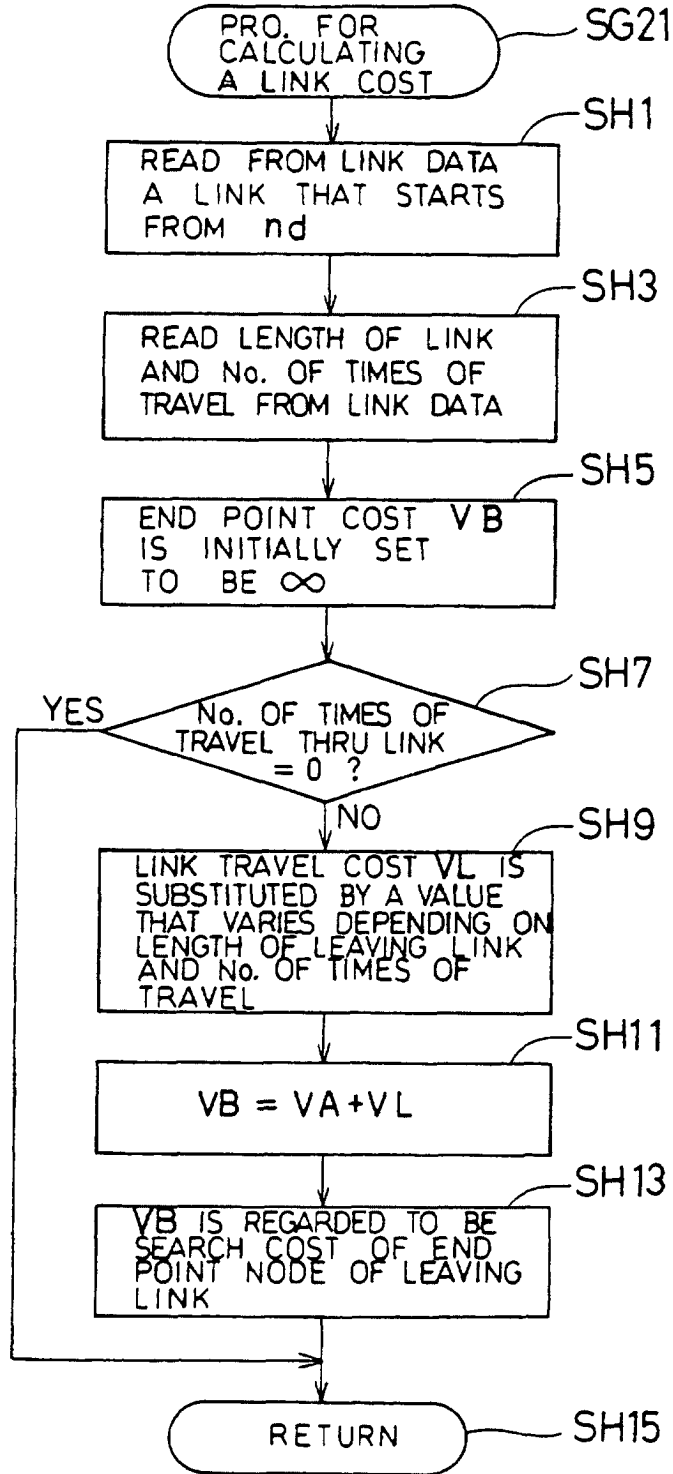 PRO. FOR
CALCULATING
A LINK COST
SG21
SH1
READ FROM LINK DATA
A LINK THAT STARTS
FROM nd
SH3
READ LENGTH OF LINK
AND No. OF TIMES OF
TRAVEL FROM LINK DATA
SH5
END POINT COST VB
IS INITIALLY SET
TO BE ∞
SH7
YES
No. OF TIMES OF
TRAVEL THRU LINK
= 0 ?
NO
SH9
LINK TRAVEL COST VL IS
SUBSTITUTED BY A VALUE
THAT VARIES DEPENDING ON
LENGTH OF LEAVING LINK
AND No. OF TIMES OF
TRAVEL
SH11
VB = VA+VL
SH13
VB IS REGARDED TO BE
SEARCH COST OF END
POINT NODE OF LEAVING
LINK
RETURN
SH15